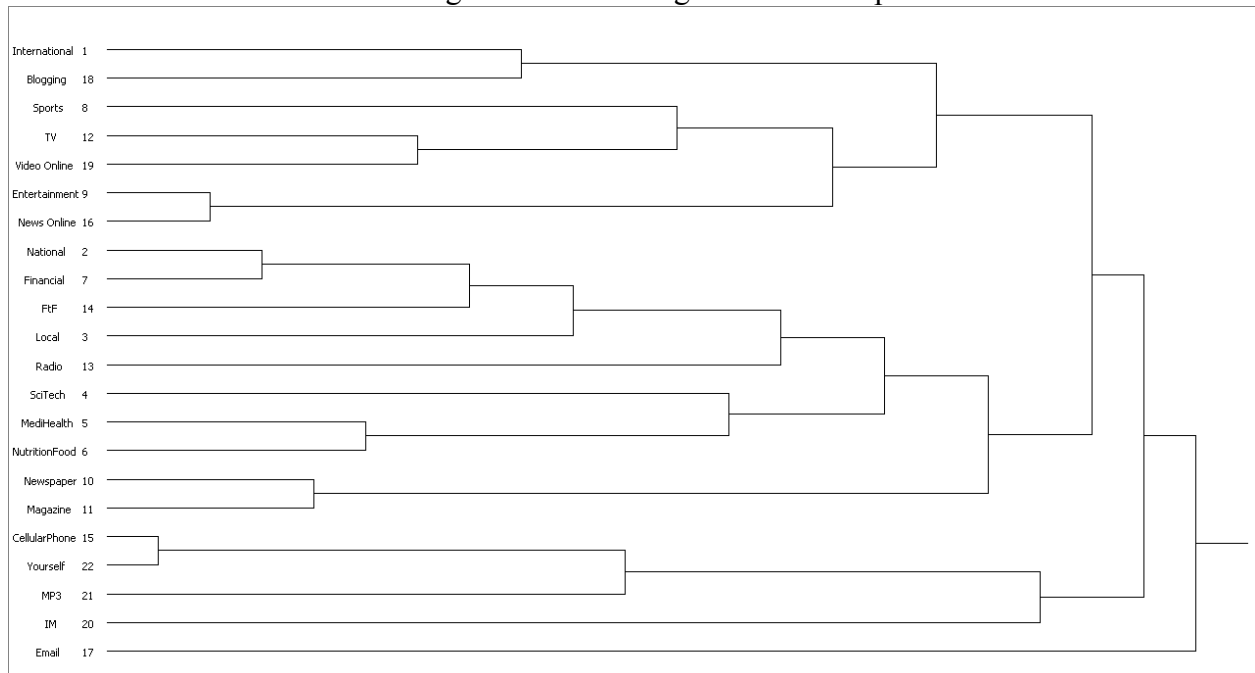 International 1
Blogging 18
Sports 8
TV 12
Video Online 19
Entertainment 9
News Online 16
National 2
Financial 7
FtF 14
Local 3
Radio 13
SciTech 4
MediHealth 5
NutritionFood 6
Newspaper 10
Magazine 11
CellularPhone 15
Yourself 22
MP3 21
IM 20
Email 17